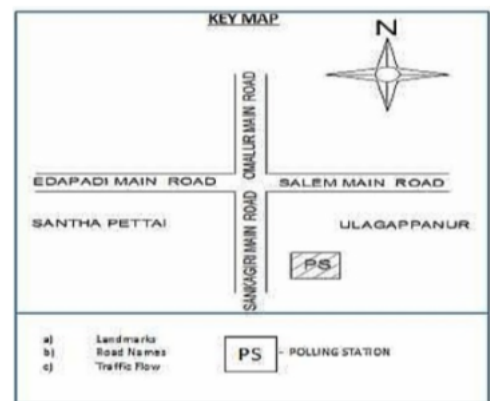 KEY MAP
N
OMALUR MAIN ROAD
EDAPADI MAIN ROAD
SALEM MAIN ROAD
SANTHA PETTAI
SANKAGIRI MAIN ROAD
ULAGAPPANUR
PS
a) Landmarks
b) Road Names
c) Traffic Flow
PS - POLLING STATION